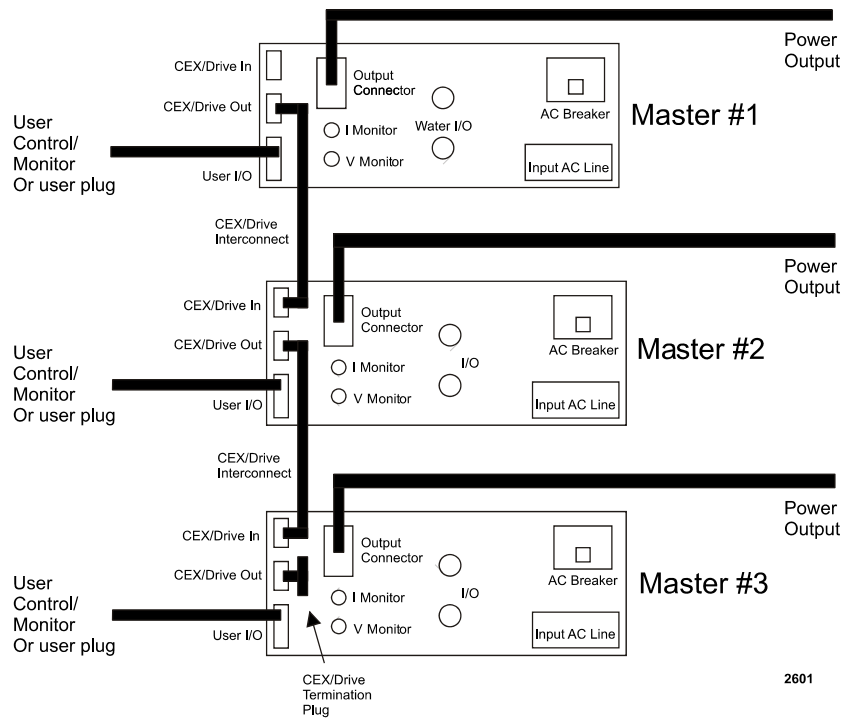 Power
Output
CEX/Drive In
Output
Connector
CEX/Drive Out
AC Breaker
Master #1
User
Control/
Monitor
Or user plug
I Monitor
Water I/O
V Monitor
Input AC Line
User I/O
CEX/Drive
Interconnect
Power
Output
CEX/Drive In
Output
Connector
CEX/Drive Out
AC Breaker
Master #2
User
Control/
Monitor
Or user plug
I/O
I Monitor
V Monitor
Input AC Line
User I/O
CEX/Drive
Interconnect
Power
Output
CEX/Drive In
Output
Connector
CEX/Drive Out
AC Breaker
Master #3
User
Control/
Monitor
Or user plug
I/O
I Monitor
V Monitor
Input AC Line
User I/O
CEX/Drive
Termination
Plug
2601